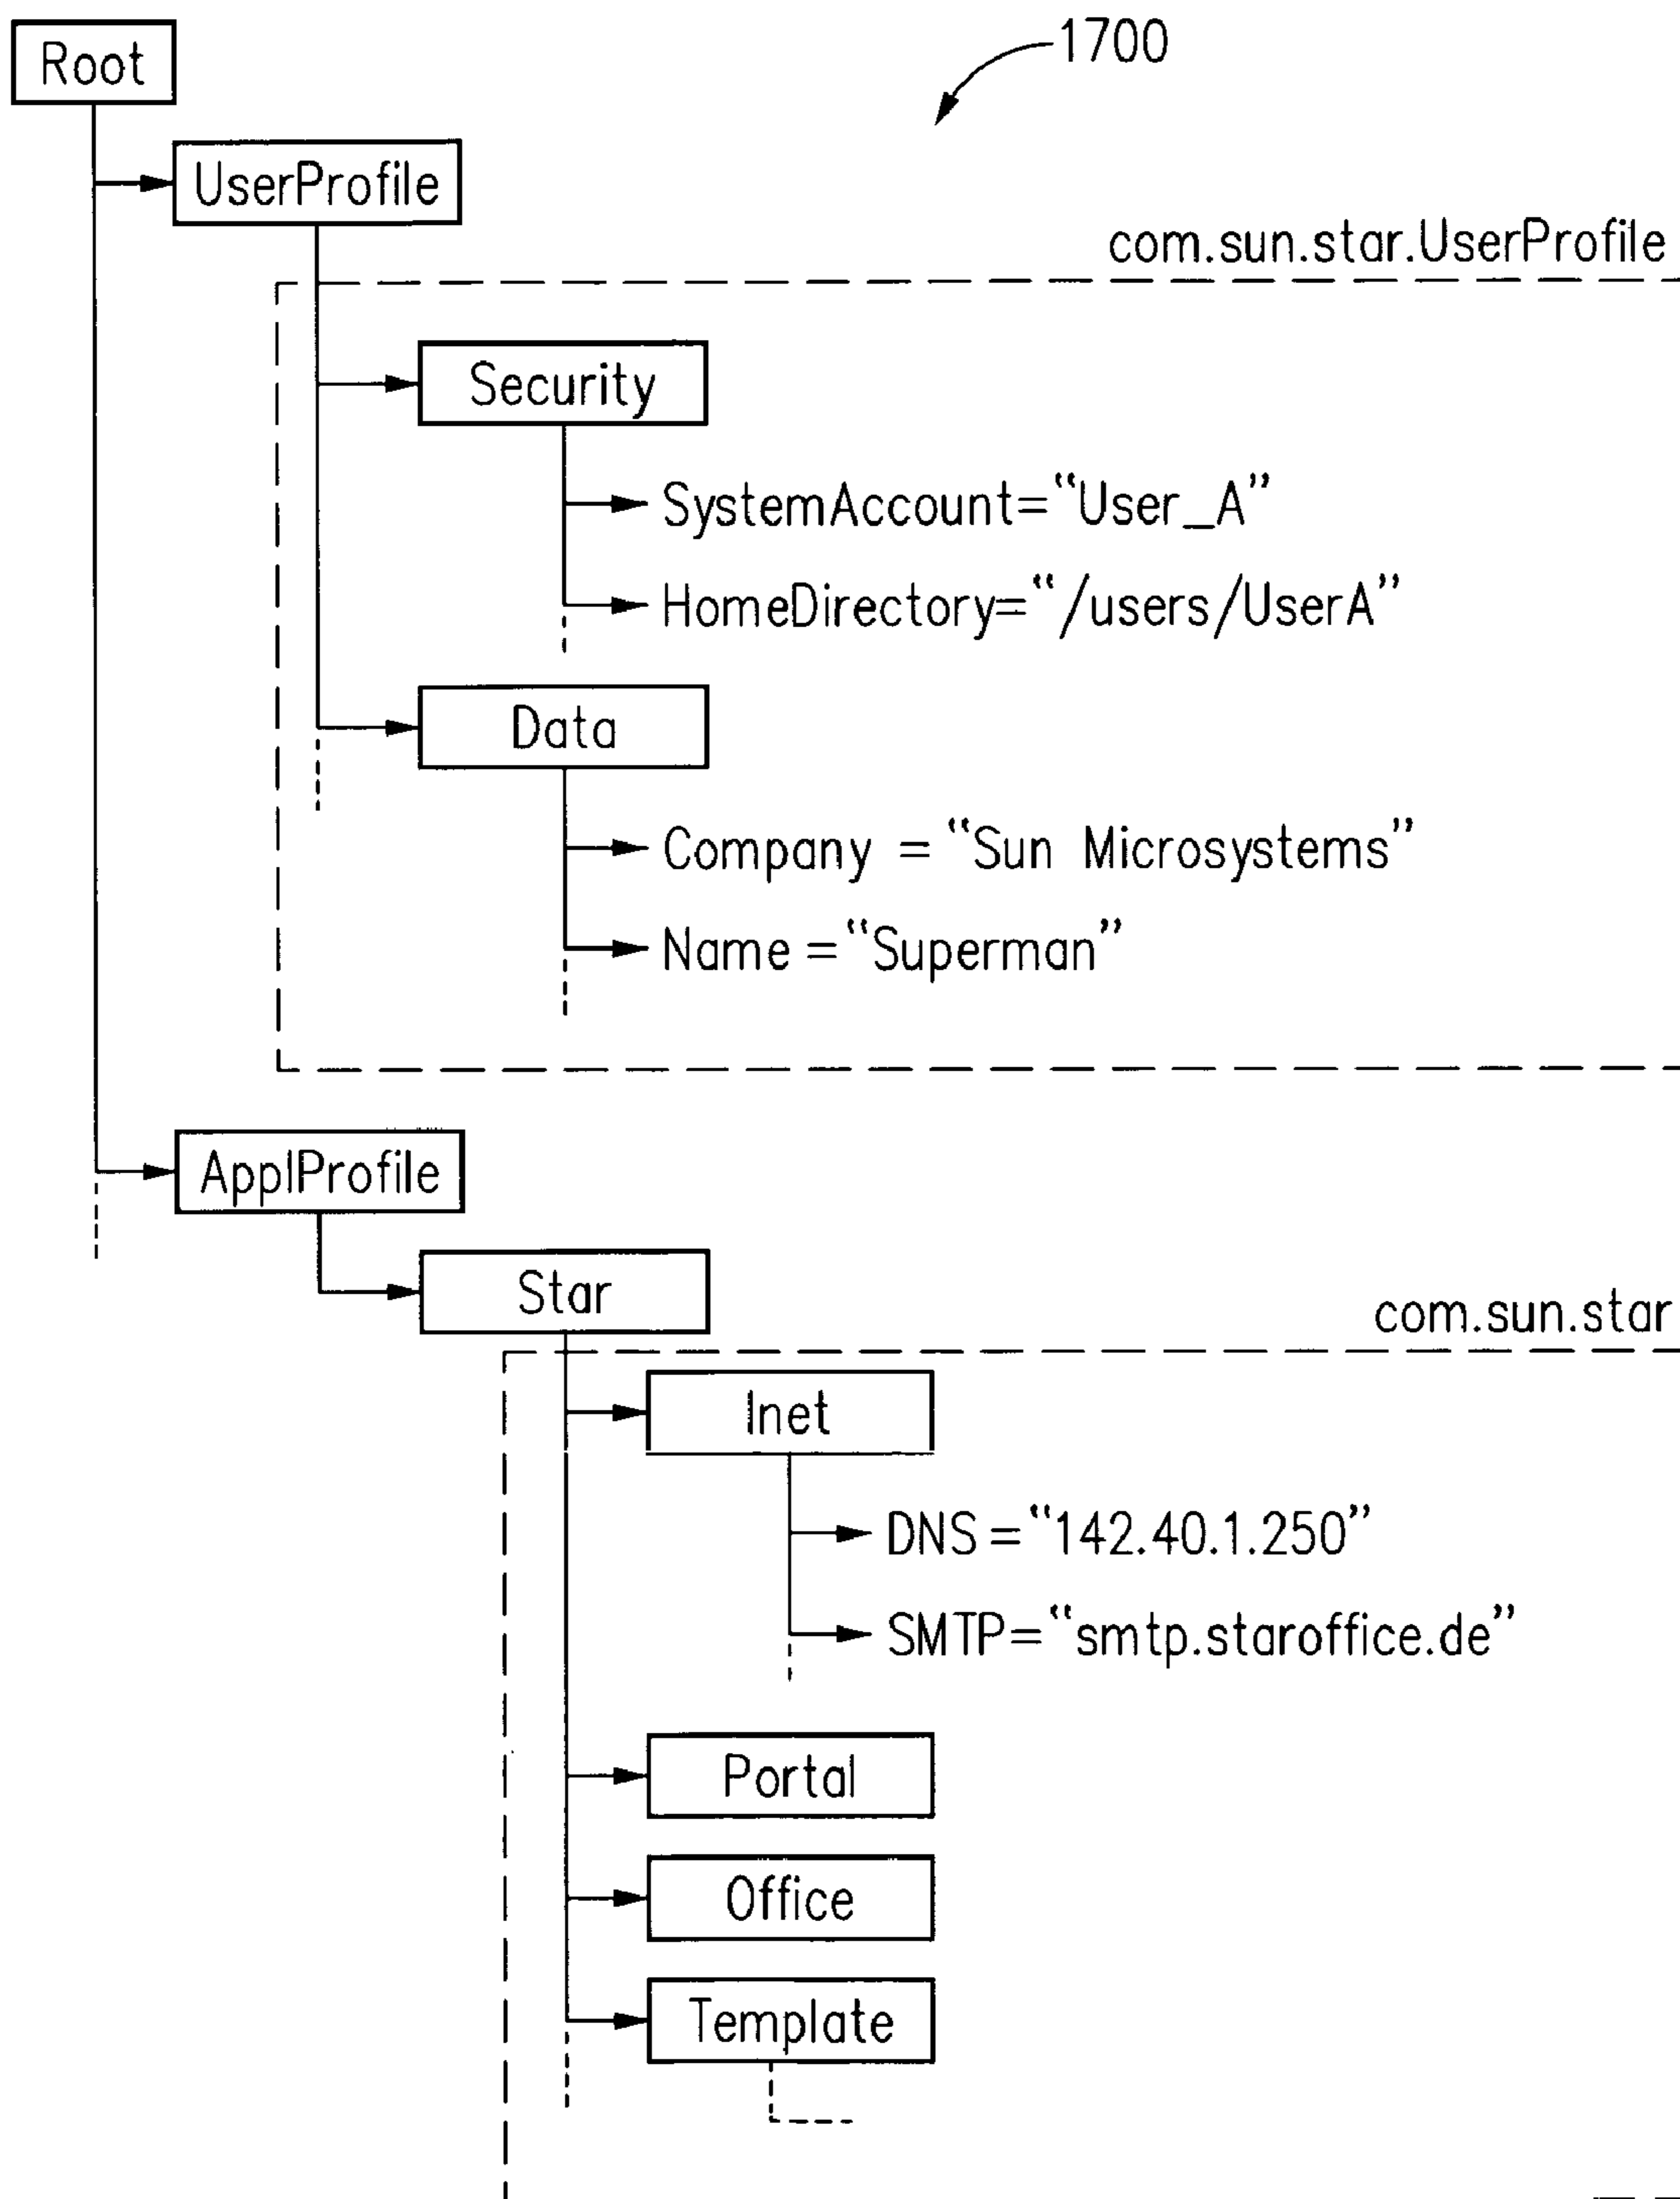 1700
Root
UserProfile
com.sun.star.UserProfile
Security
SystemAccount="User_A"
HomeDirectory="/users/UserA"
Data
Company = "Sun Microsystems"
Name = "Superman"
ApplProfile
Star
com.sun.star
Inet
DNS = "142.40.1.250"
SMTP="smtp.staroffice.de"
Portal
Office
Template